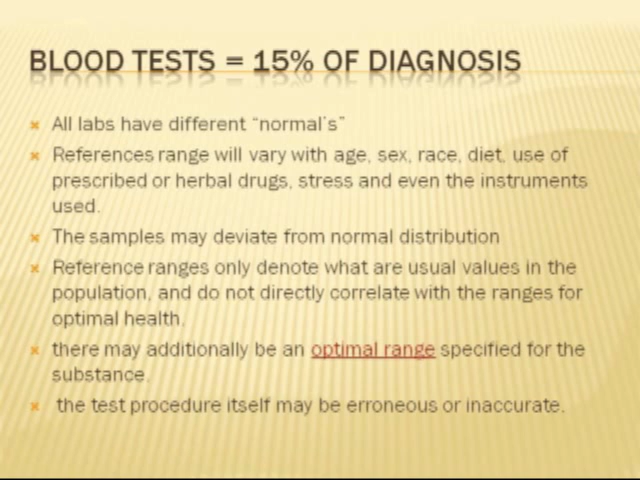 BLOOD TESTS = 15% OF DIAGNOSIS
All labs have different “normal’s”
References range will vary with age, sex, race, diet, use of
prescribed or herbal drugs, stress and even the instruments
used.
The samples may deviate from normal distribution
Reference ranges only denote what are usual values in the
population, and do not directly correlate with the ranges for
optimal health.
there may additionally be an optimal range specified for the
substance.
the test procedure itself may be erroneous or inaccurate.